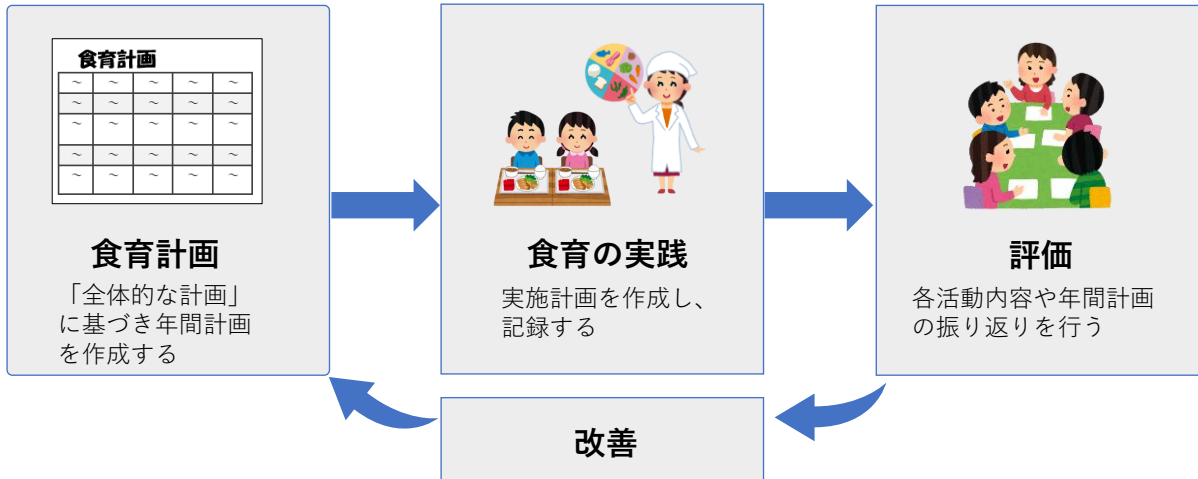 食育計画
～ ～ ～ ～ ～
～ ～ ～ ～ ～
～ ～ ～ ～ ～
～ ～ ～ ～ ～
～ ～ ～ ～ ～
食育計画
「全体的な計画」
に基づき年間計画
を作成する
食育の実践
実施計画を作成し、
記録する
評価
各活動内容や年間計画
の振り返りを行う
改善